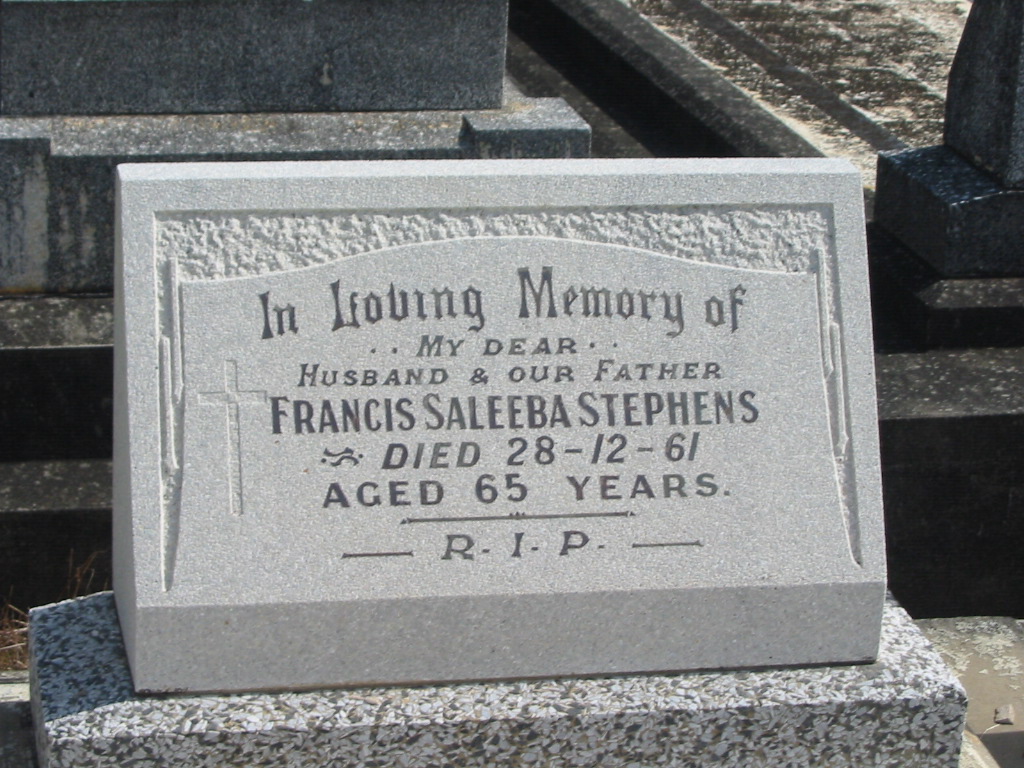 In Loving Memory of
. . MY DEAR . .
HUSBAND & OUR FATHER
FRANCIS SALEEBA STEPHENS
DIED 28-12-61
AGED 65 YEARS.
R. I. P.